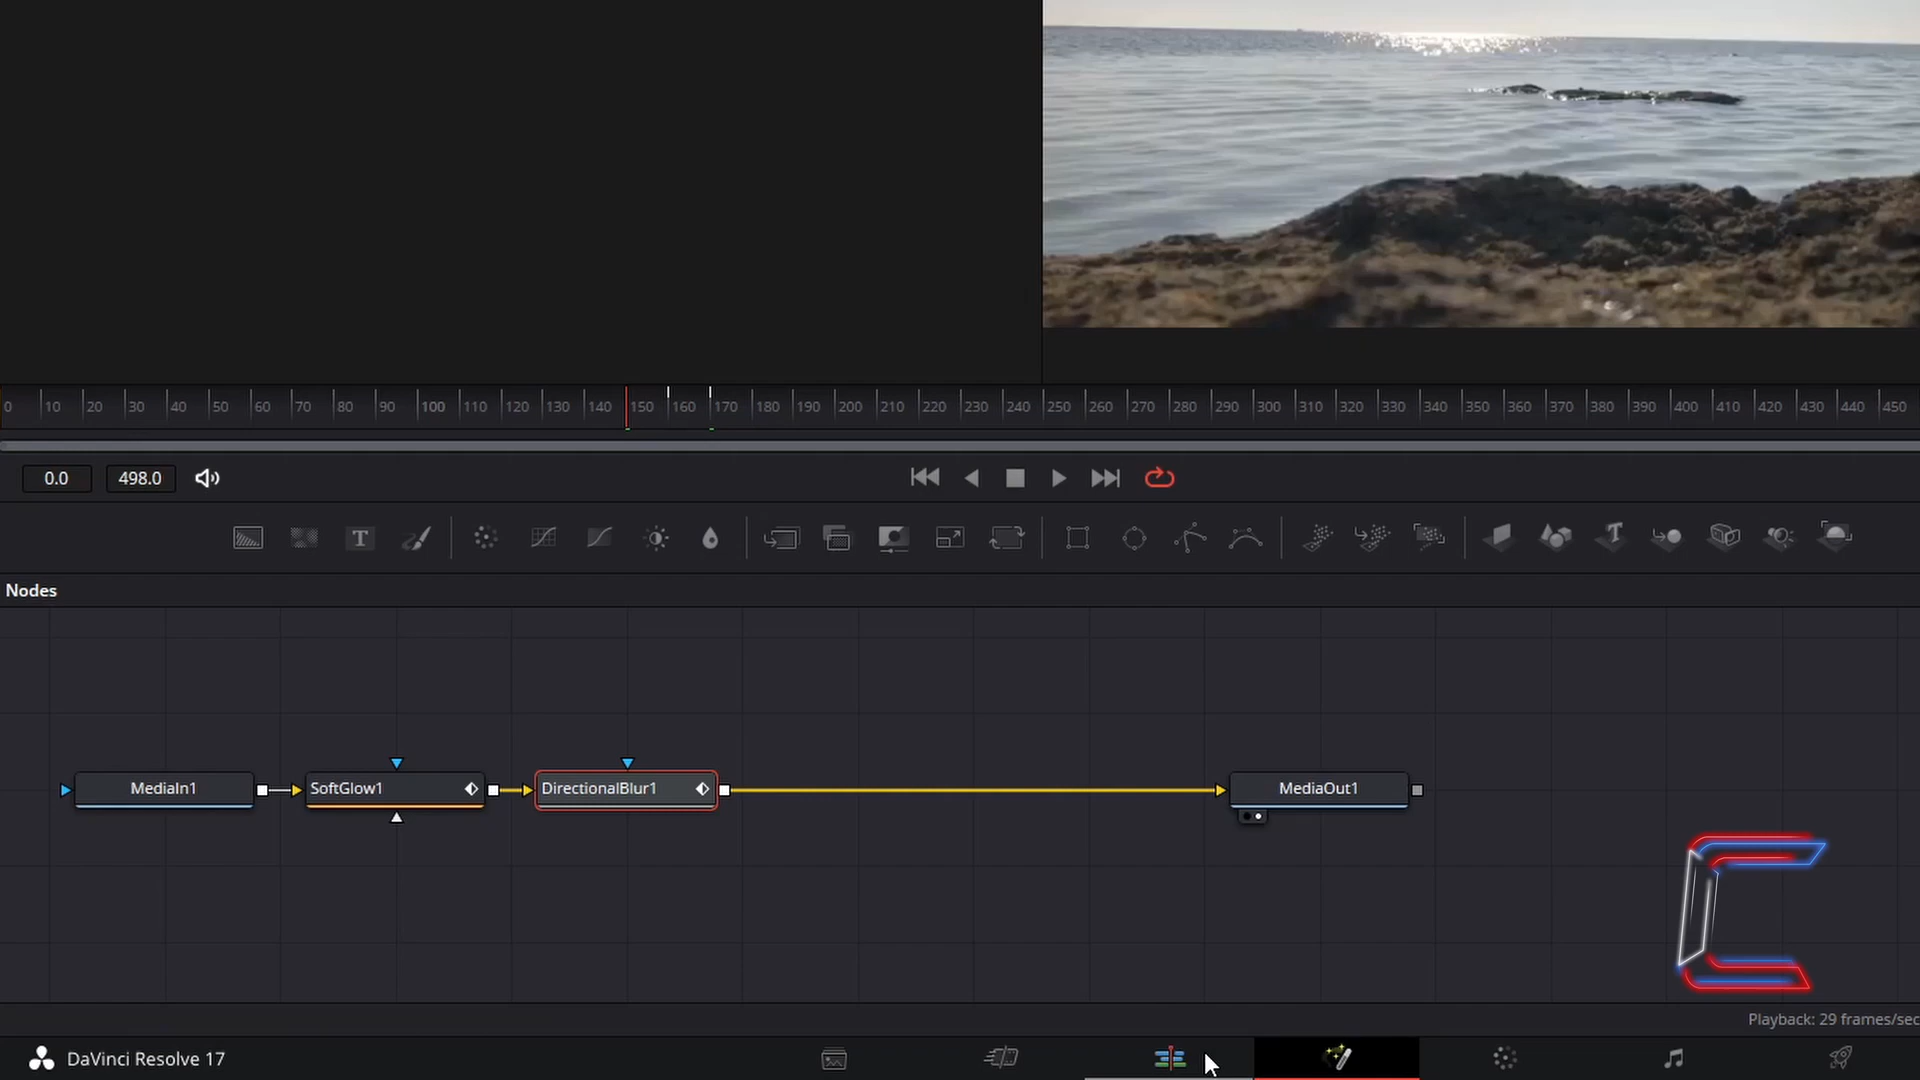 0 10 20 30 40 50 60 70 80 90 100 110 120 130 140 150 160 170 180 190 200 210 220 230 240 250 260 270 280 290 300 310 320 330 340 350 360 370 380 390 400 410 420 430 440 450
0.0 498.0
T T
Nodes
MediaIn1 SoftGlow1 DirectionalBlur1 MediaOut1
Playback: 29 frames/sec
DaVinci Resolve 17